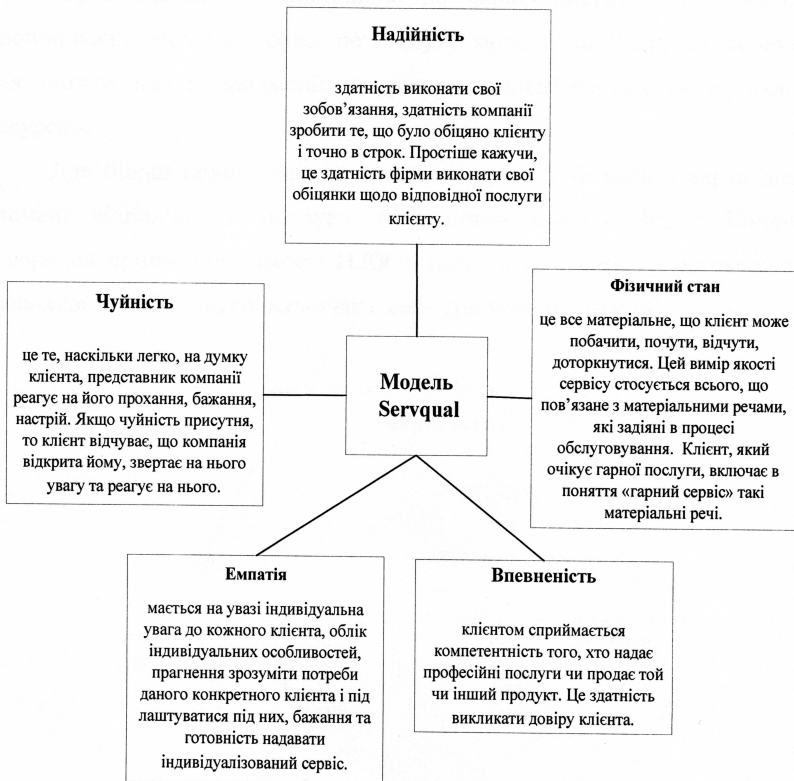 Надійність
здатність виконати свої
зобов’язання, здатність компанії
зробити те, що було обіцяно клієнту
і точно в строк. Простіше кажучи,
це здатність фірми виконати свої
обіцянки щодо відповідної послуги
клієнту.
Чуйність
це те, наскільки легко, на думку
клієнта, представник компанії
реагує на його прохання, бажання,
настрій. Якщо чуйність присутня,
то клієнт відчуває, що компанія
відкрита йому, звертає на нього
увагу та реагує на нього.
Модель
Servqual
Фізичний стан
це все матеріальне, що клієнт може
побачити, почути, відчути,
доторкнутися. Цей вимір якості
сервісу стосується всього, що
пов’язане з матеріальними речами,
які задіяні в процесі
обслуговування. Клієнт, який
очікує гарної послуги, включає в
поняття «гарний сервіс» такі
матеріальні речі.
Емпатія
мається на увазі індивідуальна
увага до кожного клієнта, облік
індивідуальних особливостей,
прагнення зрозуміти потреби
даного конкретного клієнта і під
лаштуватися під них, бажання та
готовність надавати
індивідуалізований сервіс.
Впевненість
клієнтом сприймається
компетентність того, хто надає
професійні послуги чи продає той
чи інший продукт. Це здатність
викликати довіру клієнта.